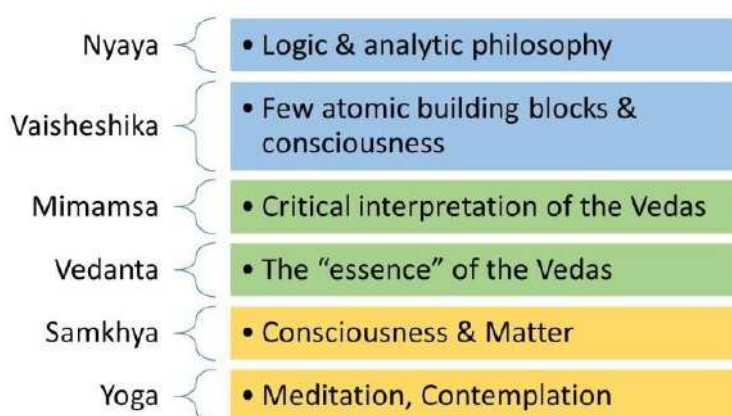 Nyaya
• Logic & analytic philosophy
Vaisheshika
• Few atomic building blocks &
consciousness
Mimamsa
• Critical interpretation of the Vedas
Vedanta
• The “essence” of the Vedas
Samkhya
• Consciousness & Matter
Yoga
• Meditation, Contemplation